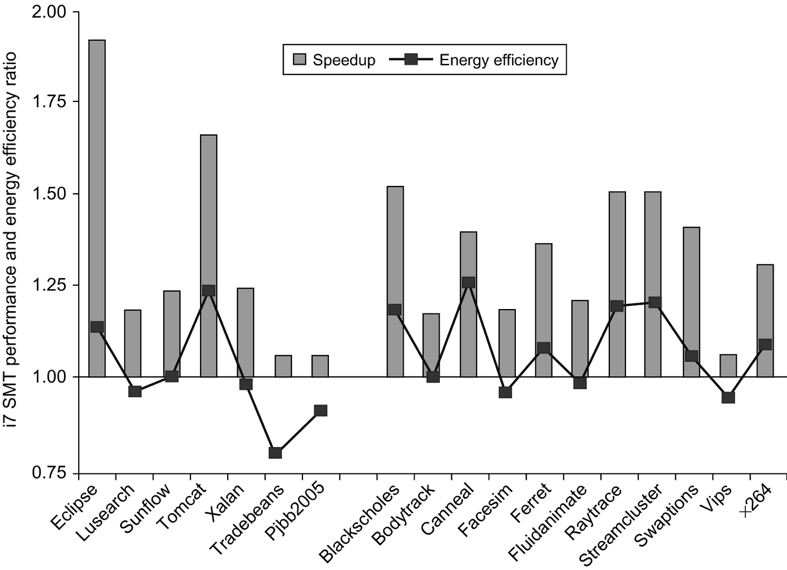 2.00
1.75
1.50
1.25
1.00
0.75
i7 SMT performance and energy efficiency ratio
Speedup
Energy efficiency
Eclipse
Lusearch
Sunflow
Tomcat
Xalan
Tradebeans
Pjbb2005
Blackscholes
Bodytrack
Canneal
Facesim
Ferret
Fluidanimate
Raytrace
Streamcluster
Swaptions
Vips
×264